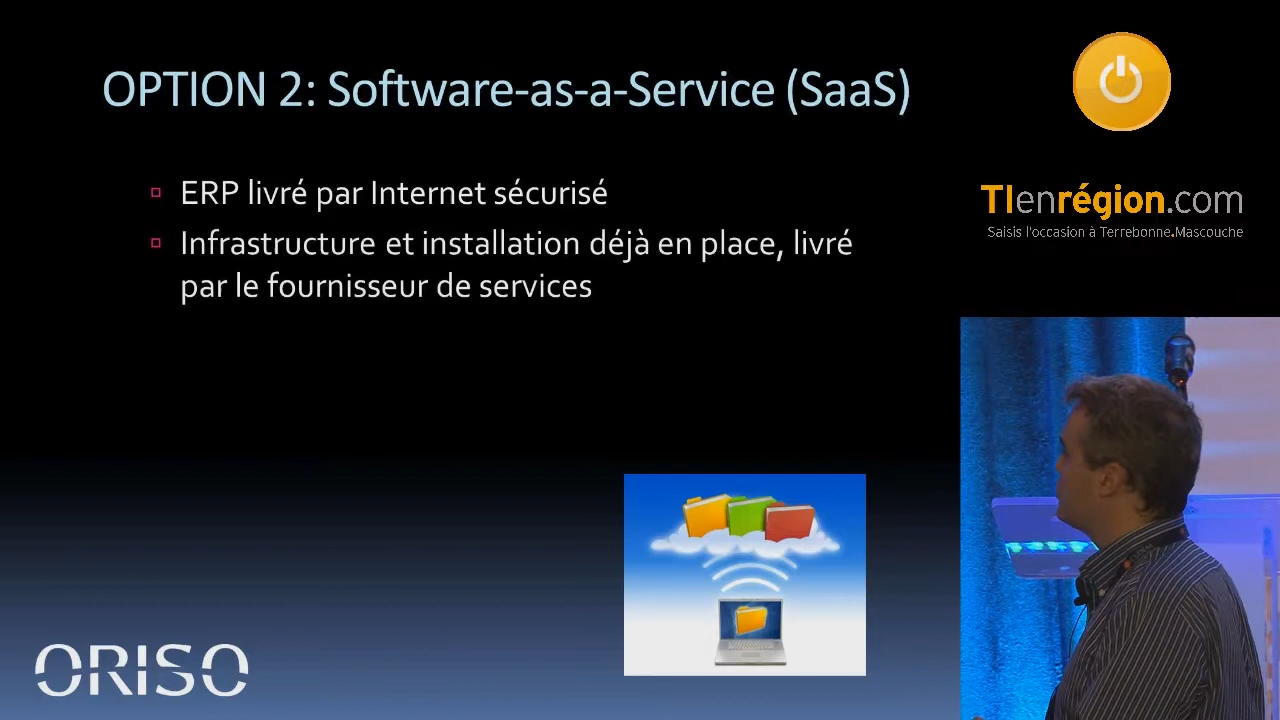 OPTION 2: Software-as-a-Service (SaaS)
ERP livré par Internet sécurisé
Infrastructure et installation déjà en place, livré
par le fournisseur de services
TIenrégion.com
Saisis l'occasion à Terrebonne.Mascouche
ORISO